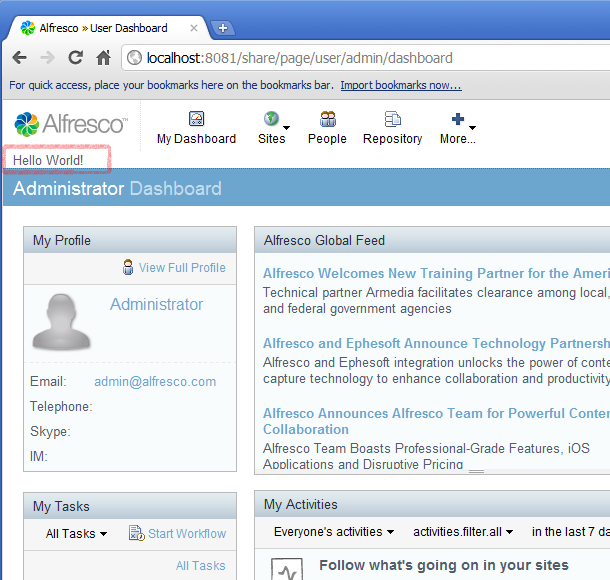 Alfresco » User Dashboard
localhost:8081/share/page/user/admin/dashboard
For quick access, place your bookmarks here on the bookmarks bar. Import bookmarks now...
Alfresco™
My Dashboard Sites People Repository More...
Hello World!
Administrator Dashboard
My Profile
View Full Profile
Administrator
Email: admin@alfresco.com
Telephone:
Skype:
IM:
My Tasks
All Tasks Start Workflow
All Tasks
Alfresco Global Feed
Alfresco Welcomes New Training Partner for the Ameri
Technical partner Armedia facilitates clearance among local,
and federal government agencies
Alfresco and Ephesoft Announce Technology Partnersh
Alfresco and Ephesoft integration unlocks the power of conte
capture technology to enhance collaboration and productivity
Alfresco Announces Alfresco Team for Powerful Conten
Collaboration
Alfresco Team Boasts Professional-Grade Features, iOS
Applications and Disruptive Pricing
My Activities
Everyone's activities activities.filter.all in the last 7 da
Follow what's going on in your sites